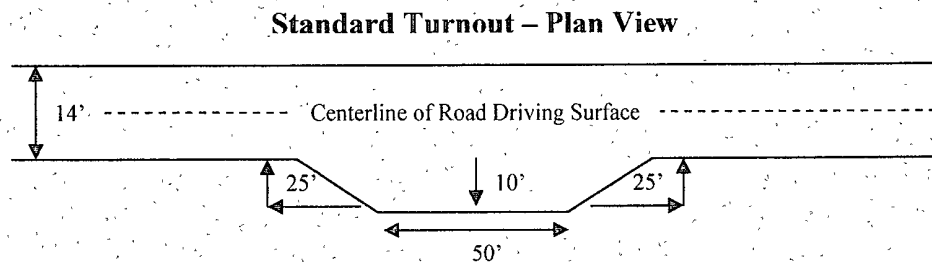 Standard Turnout – Plan View
14'
Centerline of Road Driving Surface
25'
10'
25'
50'